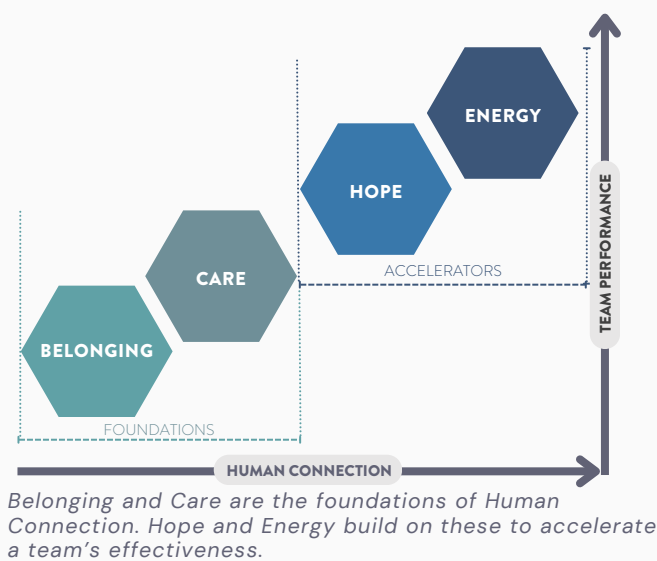 ENERGY
HOPE
CARE
BELONGING
ACCELERATORS
FOUNDATIONS
TEAM PERFORMANCE
HUMAN CONNECTION
Belonging and Care are the foundations of Human
Connection. Hope and Energy build on these to accelerate
a team’s effectiveness.